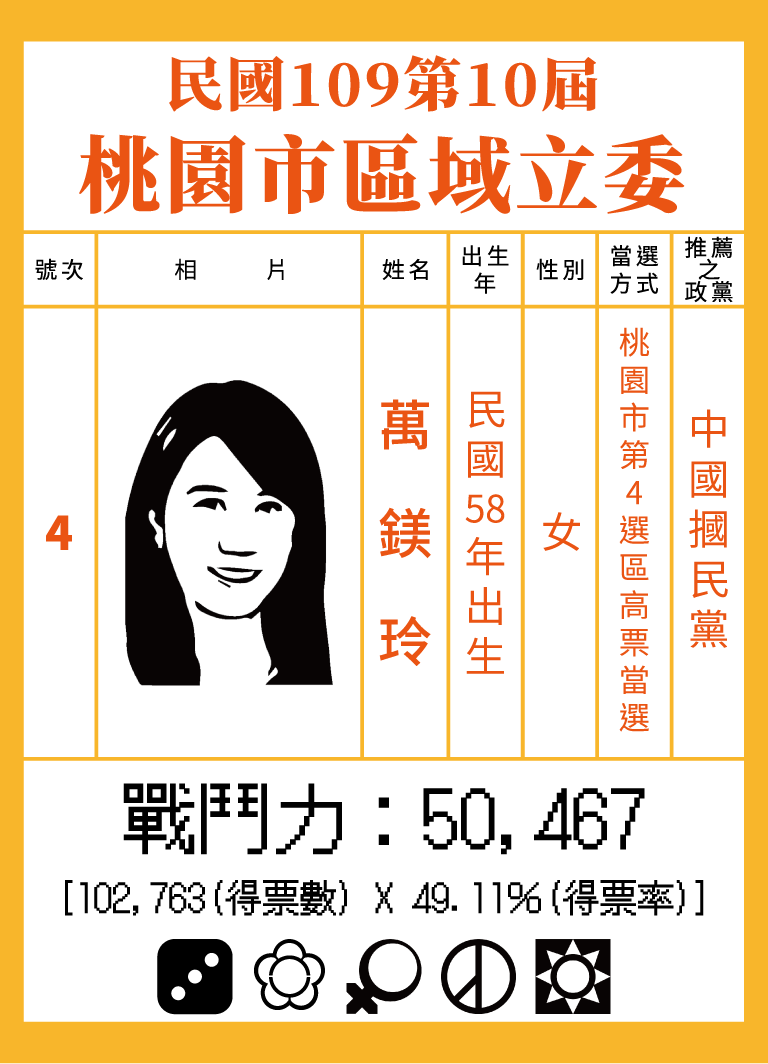 民國109第10屆
桃園市區域立委
號次
相 片
姓名
出生
年
性別
當選
方式
推薦
之
政黨
4
萬鎂玲
民國58年出生
女
桃園市第4選區高票當選
中國摑民黨
戰鬥力：50,467
[102,763(得票數) X 49.11%(得票率)]